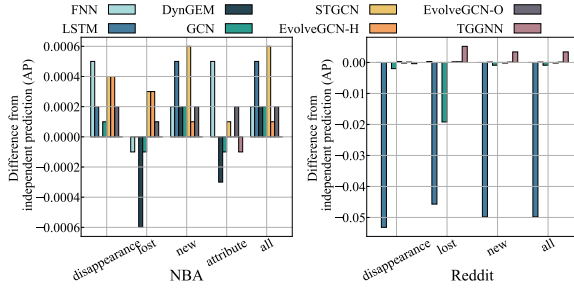 FNN DynGEM STGCN EvolveGCN-O
LSTM GCN EvolveGCN-H TGGNN
Difference from
independent prediction (AP)
0.0006
0.0004
0.0002
0.0000
−0.0002
−0.0004
−0.0006
disappearance lost new attribute all
NBA
Difference from
independent prediction (AP)
0.00
−0.01
−0.02
−0.03
−0.04
−0.05
disappearance lost new all
Reddit